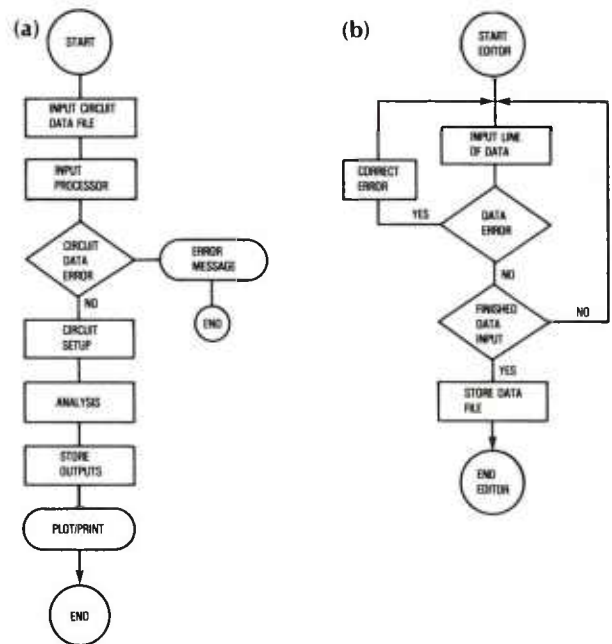 (a)
START
INPUT CIRCUIT
DATA FILE
INPUT
PROCESSOR
CIRCUIT
DATA
ERROR
ERROR
MESSAGE
NO
END
CIRCUIT
SETUP
ANALYSIS
STORE
OUTPUTS
PLOT/PRINT
END
(b)
START
EDITOR
INPUT LINE
OF DATA
CORRECT
ERROR
YES
DATA
ERROR
NO
FINISHED
DATA
INPUT
NO
YES
STORE DATA
FILE
END
EDITOR